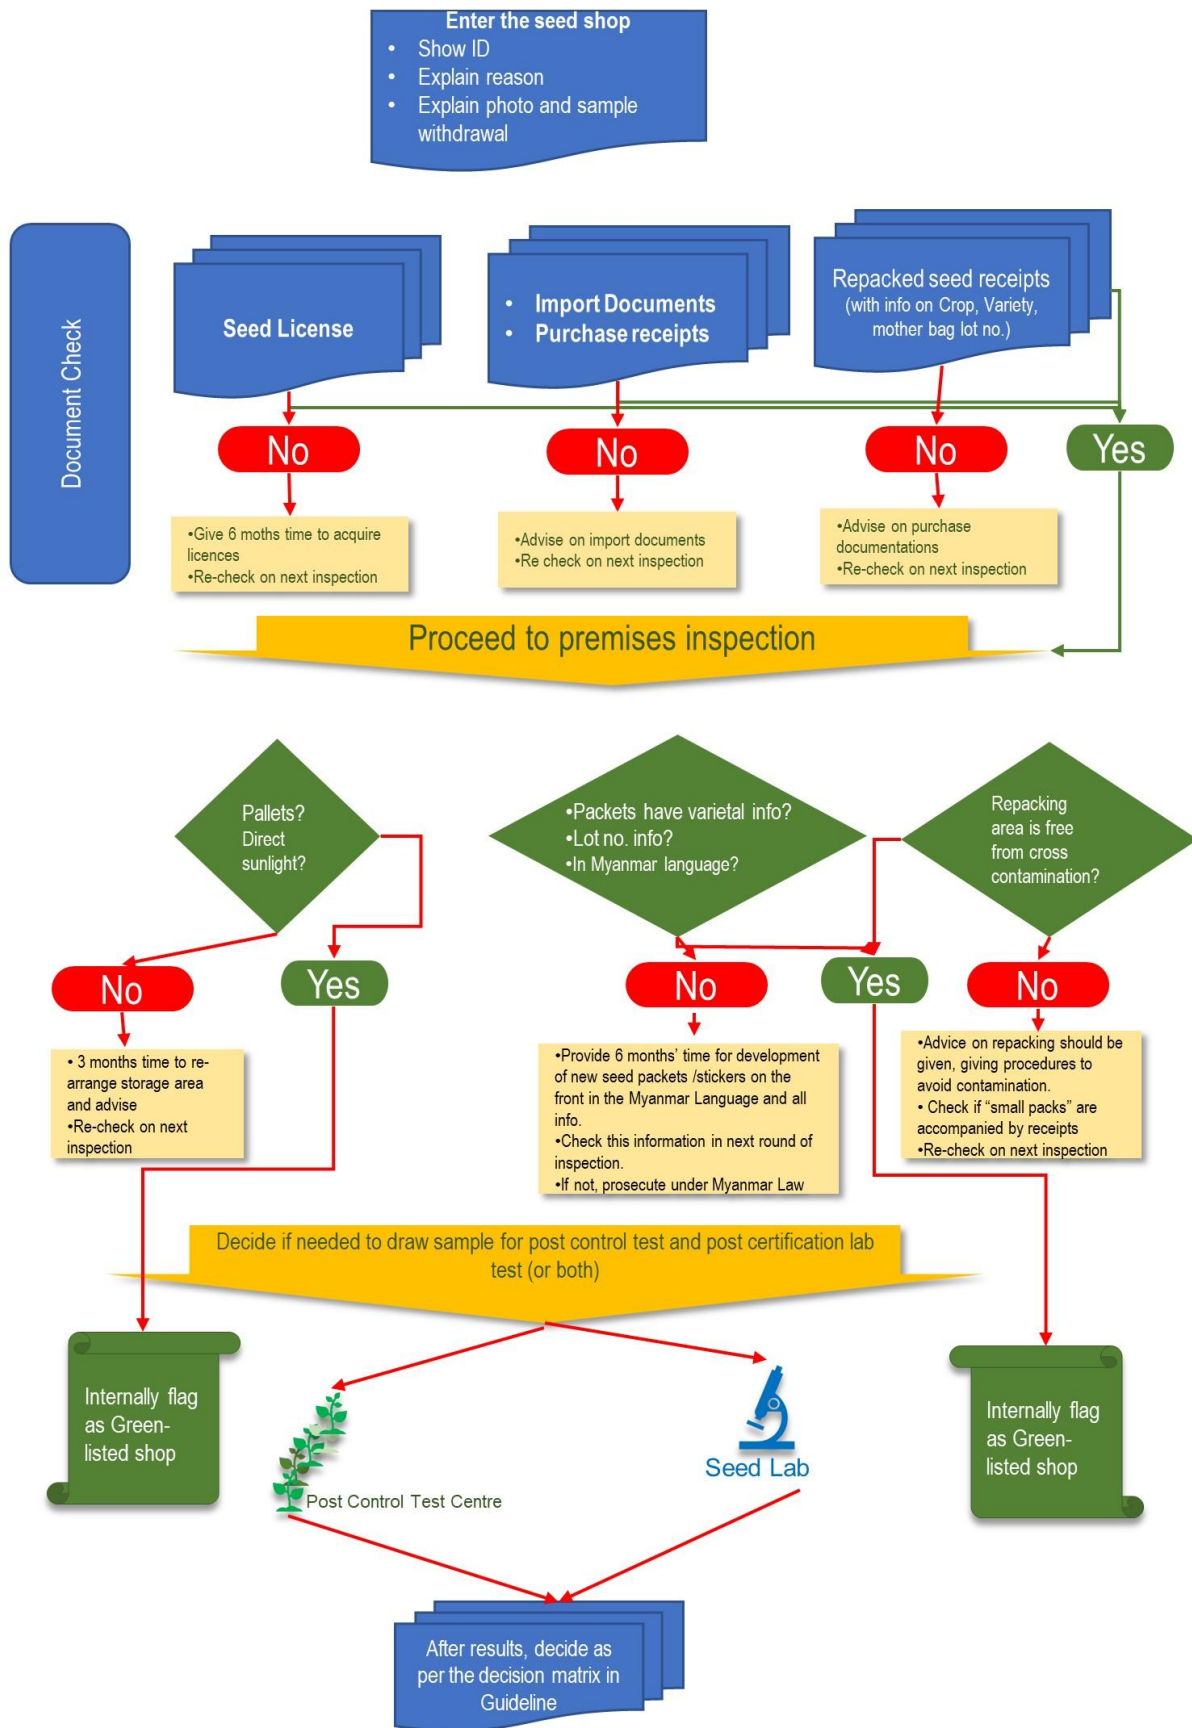 Enter the seed shop
• Show ID
• Explain reason
• Explain photo and sample
withdrawal
Document Check
Seed License
• Import Documents
• Purchase receipts
Repacked seed receipts
(with info on Crop, Variety,
mother bag lot no.)
No
No
No
Yes
•Give 6 moths time to acquire
licences
•Re-check on next inspection
•Advise on import documents
•Re check on next inspection
•Advise on purchase
documentations
•Re-check on next inspection
Proceed to premises inspection
Pallets?
Direct
sunlight?
•Packets have varietal info?
•Lot no. info?
•In Myanmar language?
Repacking
area is free
from cross
contamination?
No
Yes
No
Yes
No
• 3 months time to re-
arrange storage area
and advise
•Re-check on next
inspection
•Provide 6 months’ time for development
of new seed packets /stickers on the
front in the Myanmar Language and all
info.
•Check this information in next round of
inspection.
•If not, prosecute under Myanmar Law
•Advice on repacking should be
given, giving procedures to
avoid contamination.
• Check if “small packs” are
accompanied by receipts
•Re-check on next inspection
Decide if needed to draw sample for post control test and post certification lab
test (or both)
Internally flag
as Green-
listed shop
Post Control Test Centre
Seed Lab
Internally flag
as Green-
listed shop
After results, decide as
per the decision matrix in
Guideline